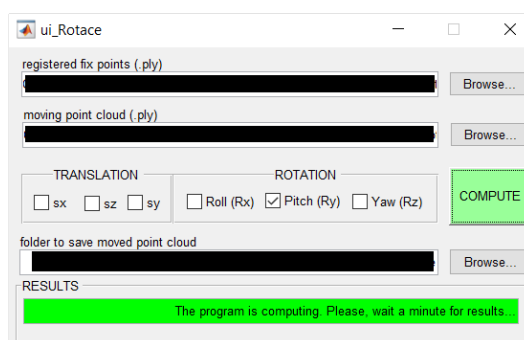 ui_Rotace
registered fix points (.ply)
Browse...
moving point cloud (.ply)
Browse...
TRANSLATION
sx sz sy
ROTATION
Roll (Rx) Pitch (Ry) Yaw (Rz)
COMPUTE
folder to save moved point cloud
Browse...
RESULTS
The program is computing. Please, wait a minute for results...